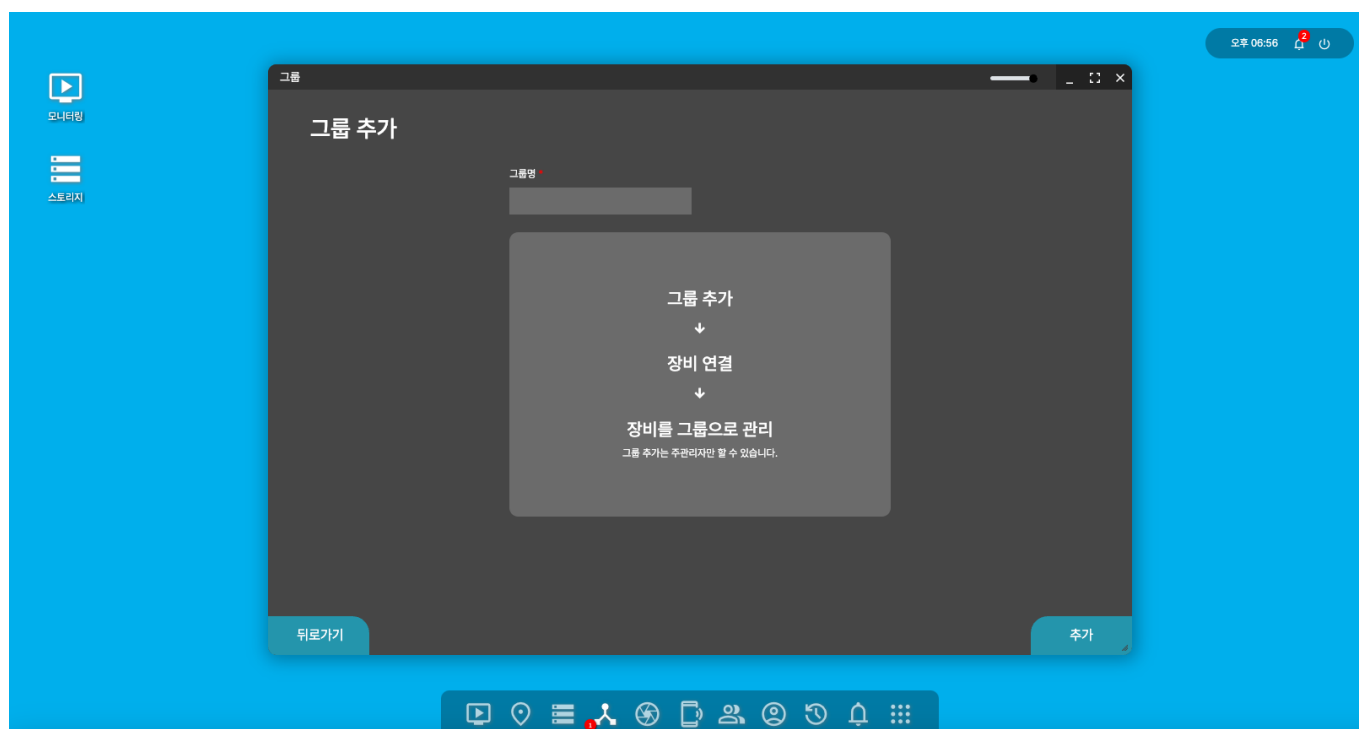 오후 06:56
2
모니터링
스토리지
그룹
그룹 추가
그룹명 *
그룹 추가
장비 연결
장비를 그룹으로 관리
그룹 추가는 주관리자만 할 수 있습니다.
뒤로가기
추가
1